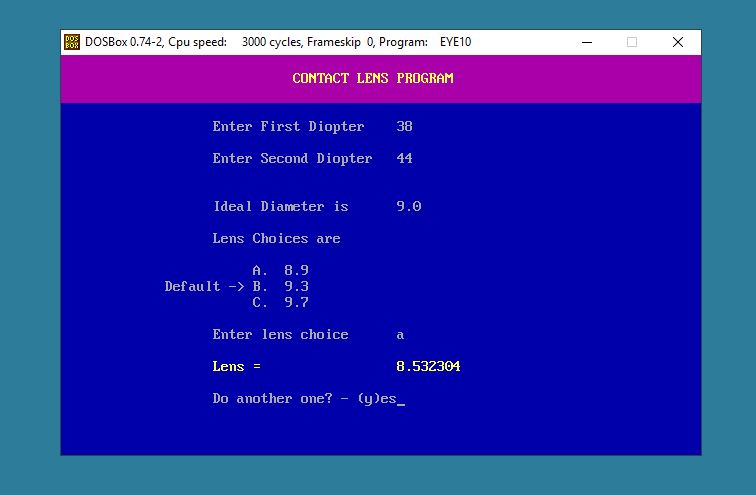 DOS BOX DOSBox 0.74-2, Cpu speed: 3000 cycles, Frameskip 0, Program: EYE10
CONTACT LENS PROGRAM
Enter First Diopter 38
Enter Second Diopter 44
Ideal Diameter is 9.0
Lens Choices are
A. 8.9
Default -> B. 9.3
C. 9.7
Enter lens choice a
Lens = 8.532304
Do another one? - (y)es_